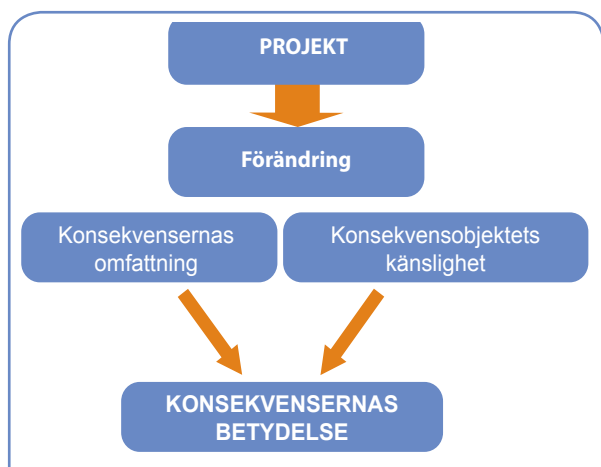 PROJEKT
Förändring
Konsekvensernas
omfattning
Konsekvensobjektets
känslighet
KONSEKVENSERNAS
BETYDELSE